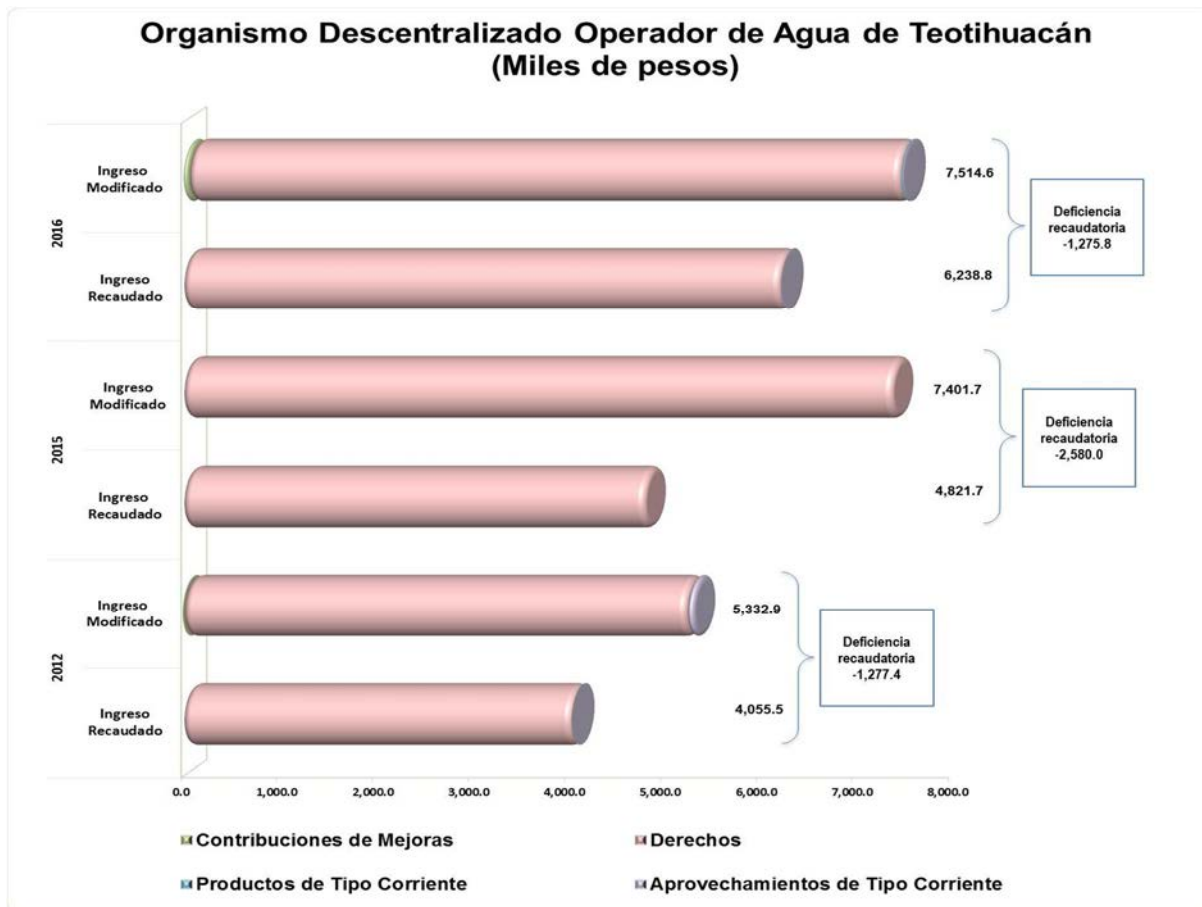 Organismo Descentralizado Operador de Agua de Teotihuacán
(Miles de pesos)
2016
Ingreso
Modificado
7,514.6
Ingreso
Recaudado
6,238.8
Deficiencia
recaudatoria
-1,275.8
2015
Ingreso
Modificado
7,401.7
Ingreso
Recaudado
4,821.7
Deficiencia
recaudatoria
-2,580.0
2012
Ingreso
Modificado
5,332.9
Ingreso
Recaudado
4,055.5
Deficiencia
recaudatoria
-1,277.4
0.0 1,000.0 2,000.0 3,000.0 4,000.0 5,000.0 6,000.0 7,000.0 8,000.0
Contribuciones de Mejoras Derechos
Productos de Tipo Corriente Aprovechamientos de Tipo Corriente